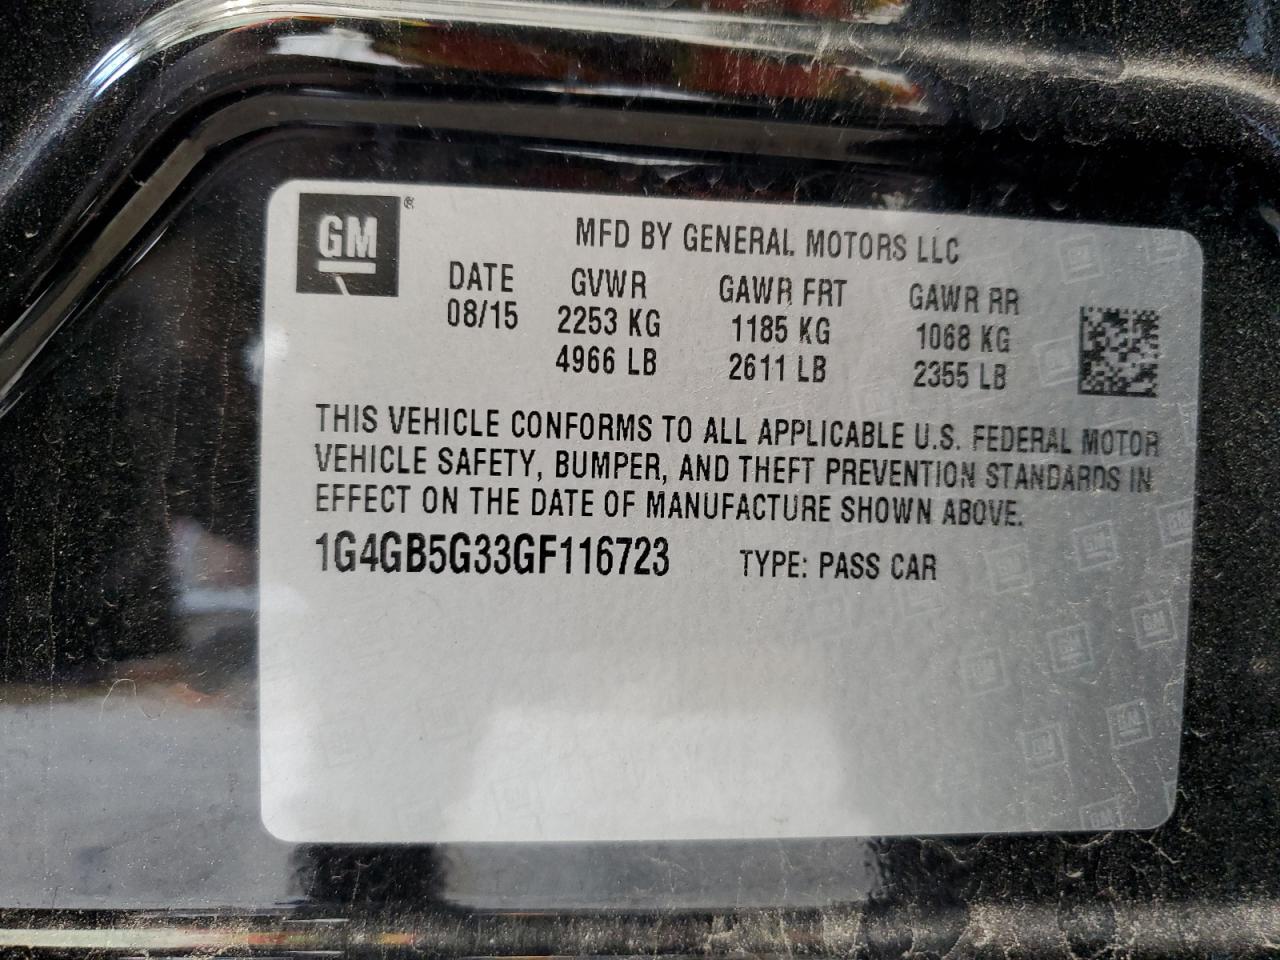 GM®
MFD BY GENERAL MOTORS LLC
DATE GVWR GAWR FRT GAWR RR
08/15 2253 KG 1185 KG 1068 KG
4966 LB 2611 LB 2355 LB
THIS VEHICLE CONFORMS TO ALL APPLICABLE U.S. FEDERAL MOTOR
VEHICLE SAFETY, BUMPER, AND THEFT PREVENTION STANDARDS IN
EFFECT ON THE DATE OF MANUFACTURE SHOWN ABOVE.
1G4GB5G33GF116723 TYPE: PASS CAR